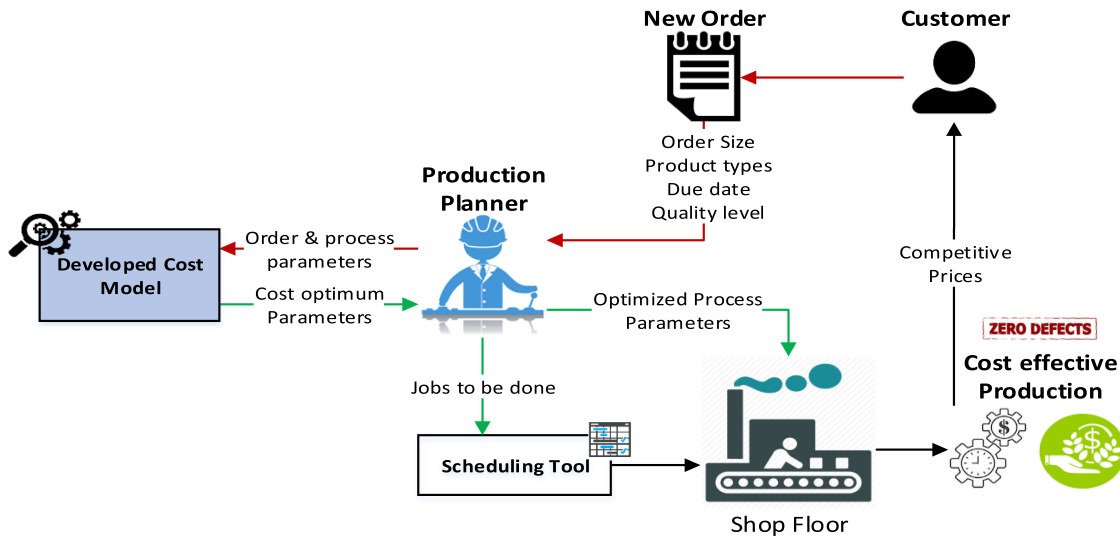 New Order
Customer
Order Size
Product types
Due date
Quality level
Production
Planner
Order & process
parameters
Developed Cost
Model
Cost optimum
Parameters
Optimized Process
Parameters
Competitive
Prices
ZERO DEFECTS
Cost effective
Production
Jobs to be done
Scheduling Tool
$
$
Shop Floor